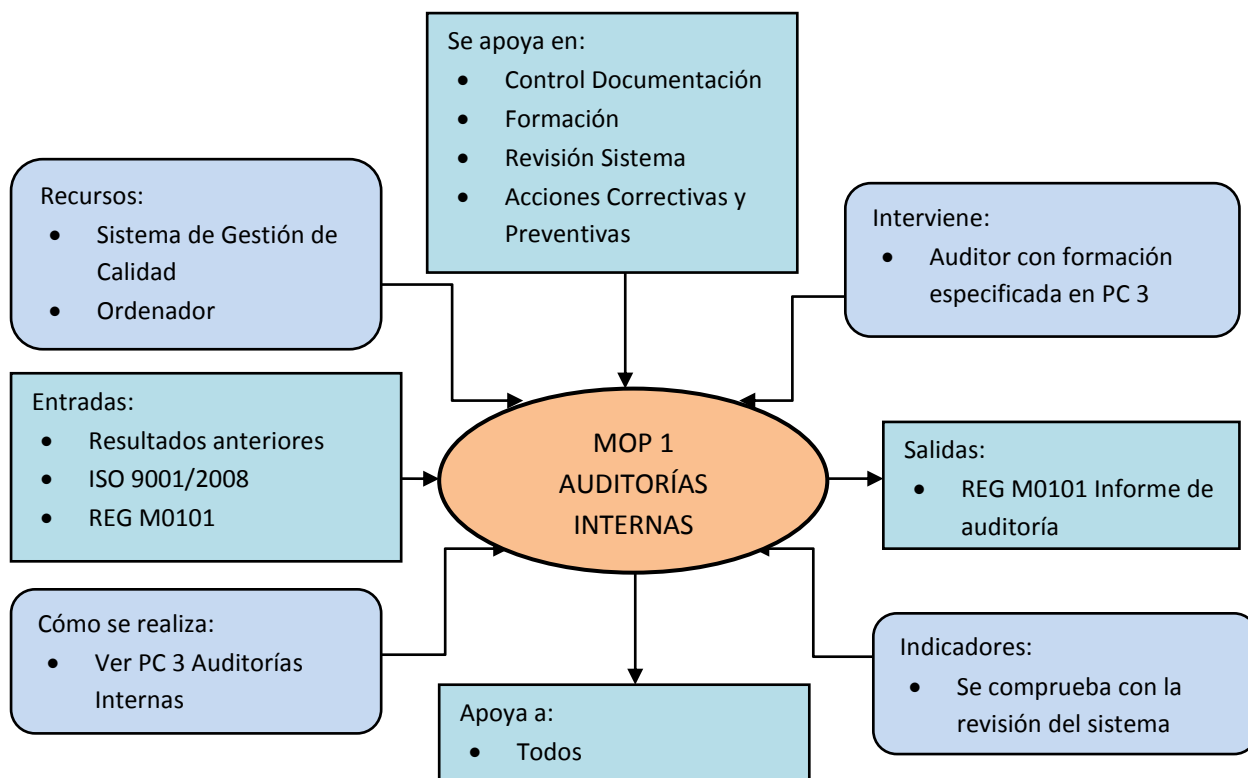 Se apoya en:
• Control Documentación
• Formación
• Revisión Sistema
• Acciones Correctivas y
Preventivas
Recursos:
• Sistema de Gestión de
Calidad
• Ordenador
Interviene:
• Auditor con formación
especificada en PC 3
Entradas:
• Resultados anteriores
• ISO 9001/2008
• REG M0101
MOP 1
AUDITORÍAS
INTERNAS
Salidas:
• REG M0101 Informe de
auditoría
Cómo se realiza:
• Ver PC 3 Auditorías
Internas
Apoya a:
• Todos
Indicadores:
• Se comprueba con la
revisión del sistema